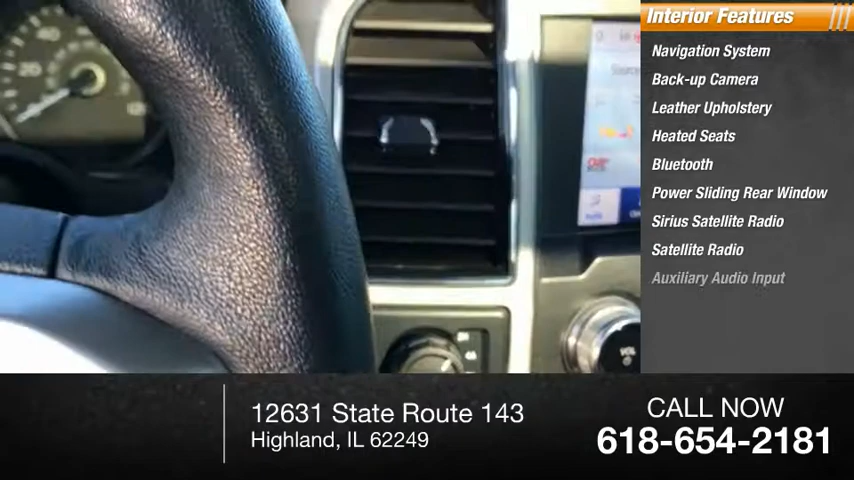 Interior Features
Navigation System
Back-up Camera
Leather Upholstery
Heated Seats
Bluetooth
Power Sliding Rear Window
Sirius Satellite Radio
Satellite Radio
Auxiliary Audio Input
VOL
12631 State Route 143
Highland, IL 62249
CALL NOW
618-654-2181